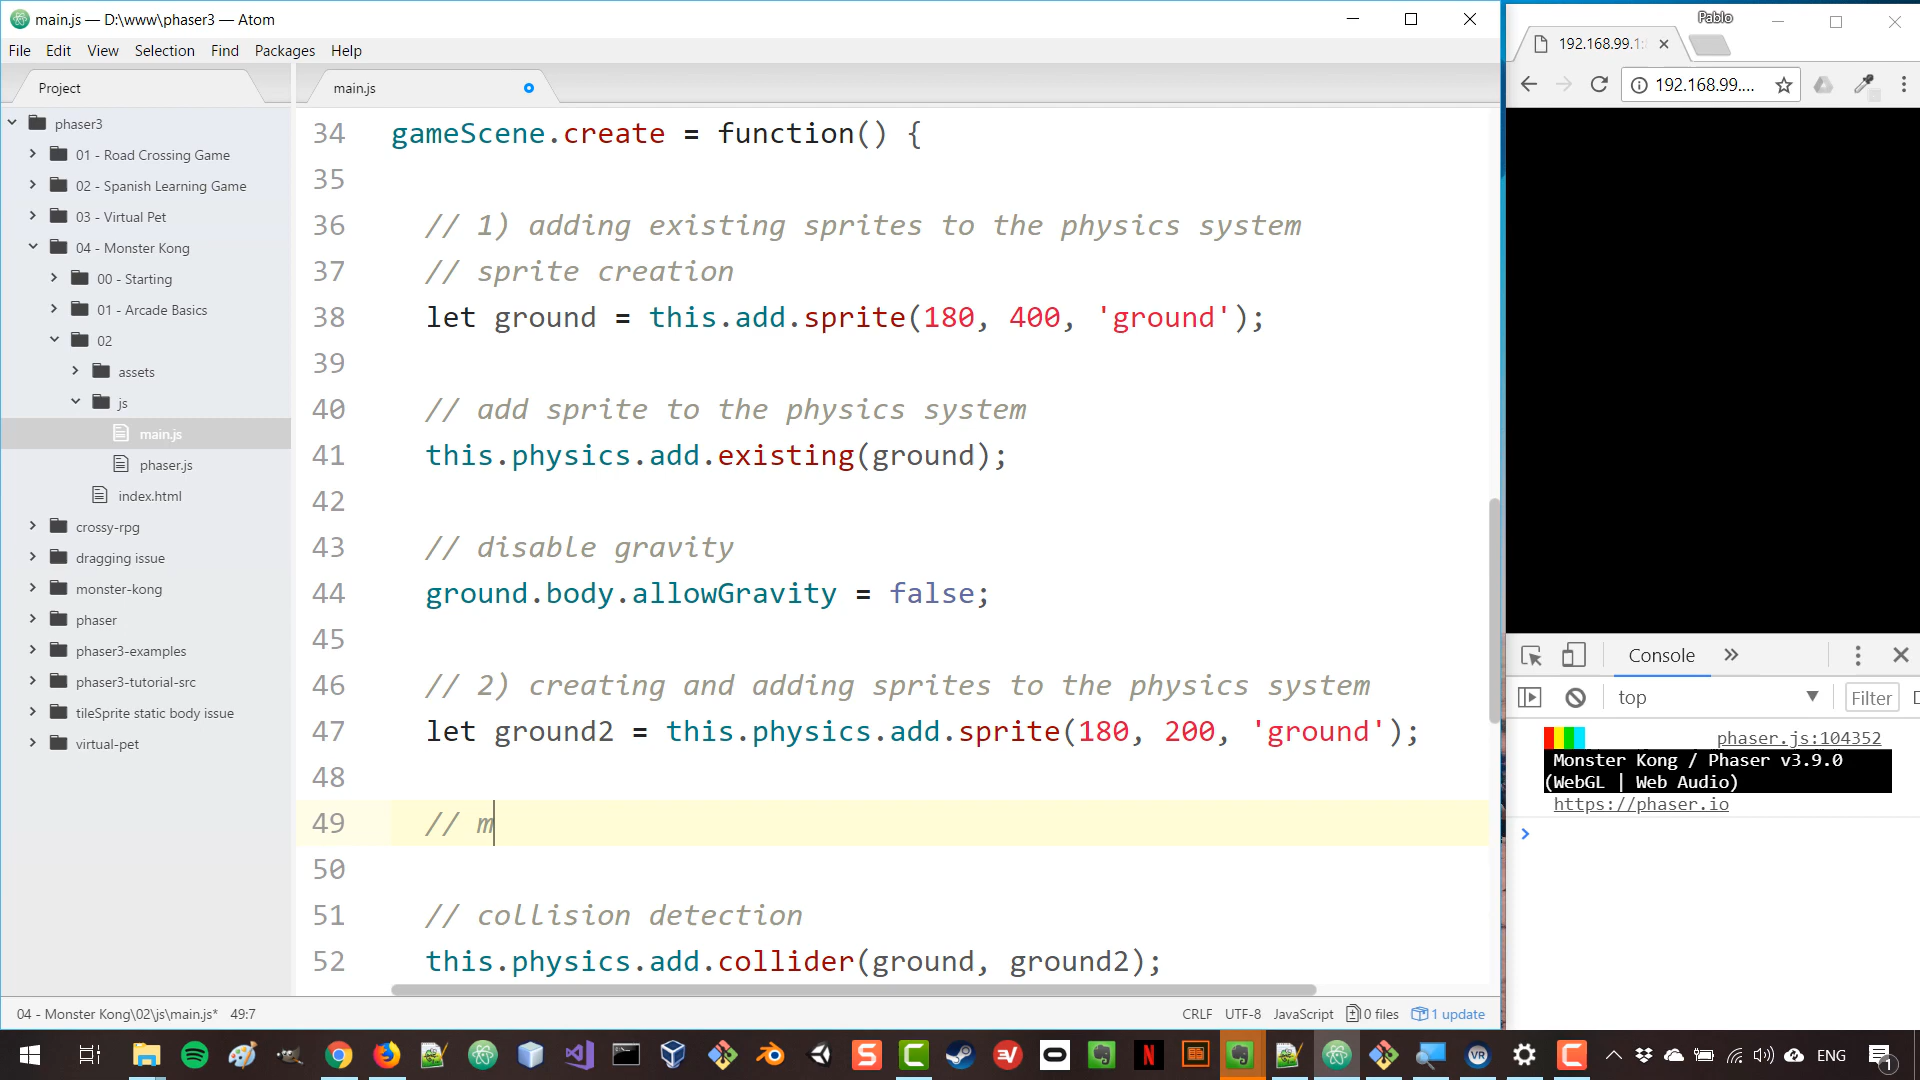 main.js — D:\www\phaser3 — Atom
File Edit View Selection Find Packages Help
Project
main.js
phaser3
01 - Road Crossing Game
02 - Spanish Learning Game
03 - Virtual Pet
04 - Monster Kong
00 - Starting
01 - Arcade Basics
02
assets
js
main.js
phaser.js
index.html
crossy-rpg
dragging issue
monster-kong
phaser
phaser3-examples
phaser3-tutorial-src
tileSprite static body issue
virtual-pet
34 gameScene.create = function() {
35
36 // 1) adding existing sprites to the physics system
37 // sprite creation
38 let ground = this.add.sprite(180, 400, 'ground');
39
40 // add sprite to the physics system
41 this.physics.add.existing(ground);
42
43 // disable gravity
44 ground.body.allowGravity = false;
45
46 // 2) creating and adding sprites to the physics system
47 let ground2 = this.physics.add.sprite(180, 200, 'ground');
48
49 // m
50
51 // collision detection
52 this.physics.add.collider(ground, ground2);
04 - Monster Kong\02\js\main.js* 49:7
CRLF UTF-8 JavaScript 0 files 1 update
Pablo
192.168.99.1:
192.168.99....
Console »
top Filter
phaser.js:104352
Monster Kong / Phaser v3.9.0
(WebGL | Web Audio)
https://phaser.io
ENG
1